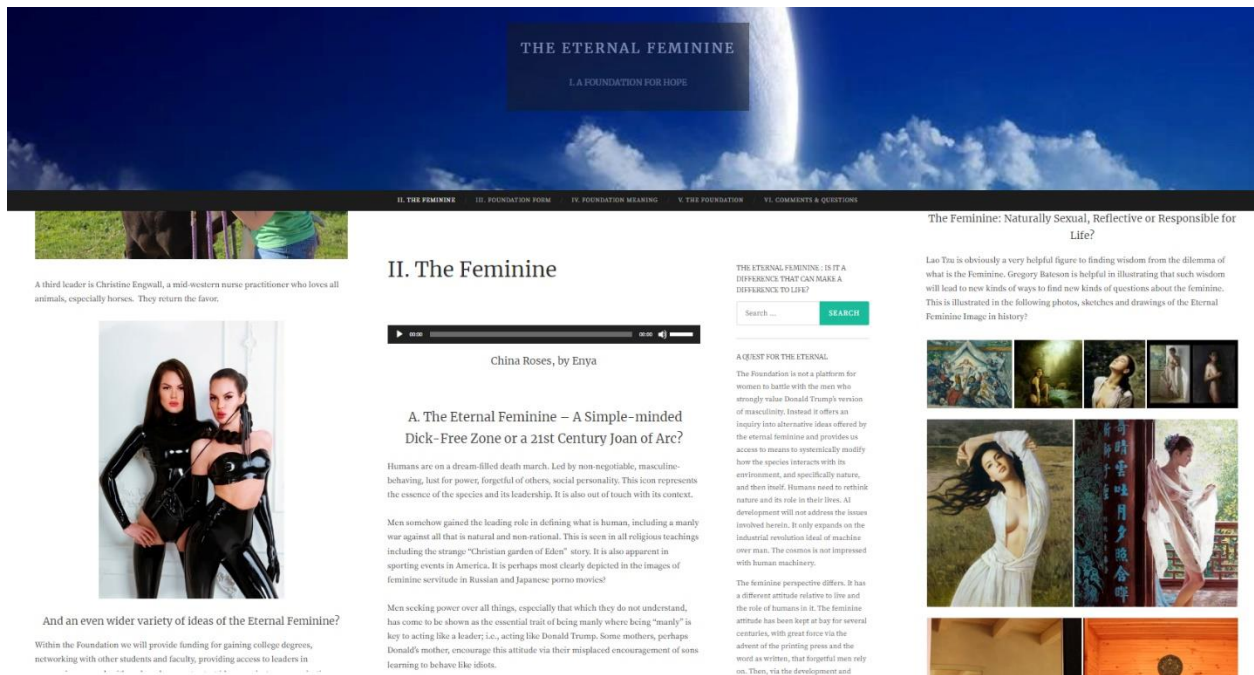 THE ETERNAL FEMININE
I. A FOUNDATION FOR HOPE
II. THE FEMININE / III. FOUNDATION FORM / IV. FOUNDATION MEANING / V. THE FOUNDATION / VI. COMMENTS & QUESTIONS
A third leader is Christine Engwall, a mid-western nurse practitioner who loves all
animals, especially horses. They return the favor.
And an even wider variety of ideas of the Eternal Feminine?
Within the Foundation we will provide funding for gaining college degrees,
networking with other students and faculty, providing access to leaders in
II. The Feminine
00:00
00:00
China Roses, by Enya
A. The Eternal Feminine – A Simple-minded
Dick-Free Zone or a 21st Century Joan of Arc?
Humans are on a dream-filled death march. Led by non-negotiable, masculine-
behaving, lust for power, forgetful of others, social personality. This icon represents
the essence of the species and its leadership. It is also out of touch with its context.
Men somehow gained the leading role in defining what is human, including a manly
war against all that is natural and non-rational. This is seen in all religious teachings
including the strange “Christian garden of Eden” story. It is also apparent in
sporting events in America. It is perhaps most clearly depicted in the images of
feminine servitude in Russian and Japanese porno movies?
Men seeking power over all things, especially that which they do not understand,
has come to be shown as the essential trait of being manly where being “manly” is
key to acting like a leader; i.e., acting like Donald Trump. Some mothers, perhaps
Donald’s mother, encourage this attitude via their misplaced encouragement of sons
learning to behave like idiots.
THE ETERNAL FEMININE : IS IT A
DIFFERENCE THAT CAN MAKE A
DIFFERENCE TO LIFE?
Search …
SEARCH
A QUEST FOR THE ETERNAL
The Foundation is not a platform for
women to battle with the men who
strongly value Donald Trump’s version
of masculinity. Instead it offers an
inquiry into alternative ideas offered by
the eternal feminine and provides us
access to means to systemically modify
how the species interacts with its
environment, and specifically nature,
and then itself. Humans need to rethink
nature and its role in their lives. AI
development will not address the issues
involved herein. It only expands on the
industrial revolution ideal of machine
over man. The cosmos is not impressed
with human machinery.
The feminine perspective differs. It has
a different attitude relative to live and
the role of humans in it. The feminine
attitude has been kept at bay for several
centuries, with great force via the
advent of the printing press and the
word as written, that forgetful men rely
on. Then, via the development and
The Feminine: Naturally Sexual, Reflective or Responsible for
Life?
Lao Tzu is obviously a very helpful figure to finding wisdom from the dilemma of
what is the Feminine. Gregory Bateson is helpful in illustrating that such wisdom
will lead to new kinds of ways to find new kinds of questions about the feminine.
This is illustrated in the following photos, sketches and drawings of the Eternal
Feminine Image in history?